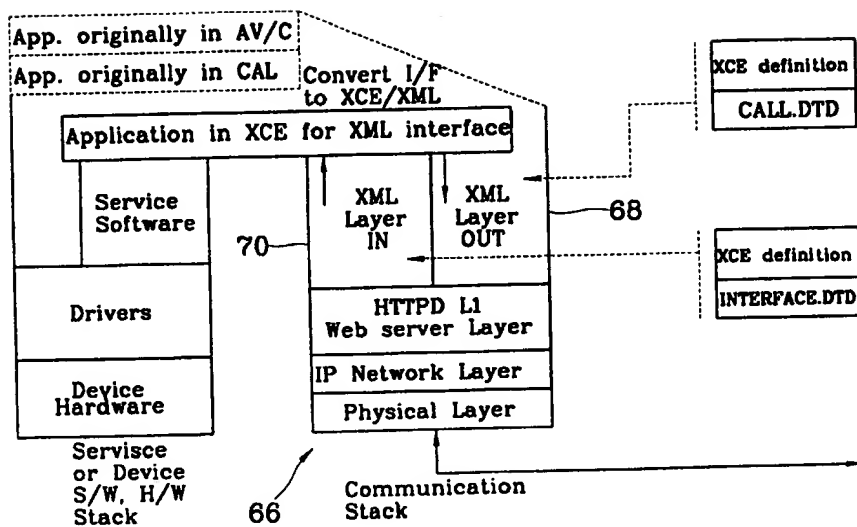 App. originally in AV/C
App. originally in CAL
Convert I/F
to XCE/XML
Application in XCE for XML interface
Service
Software
XML
Layer
IN
XML
Layer
OUT
70
68
Drivers
HTTPD L1
Web server Layer
IP Network Layer
Device
Hardware
Physical Layer
Servisce
or Device
S/W, H/W
Stack
66
Communication
Stack
XCE definition
CALL.DTD
XCE definition
INTERFACE.DTD